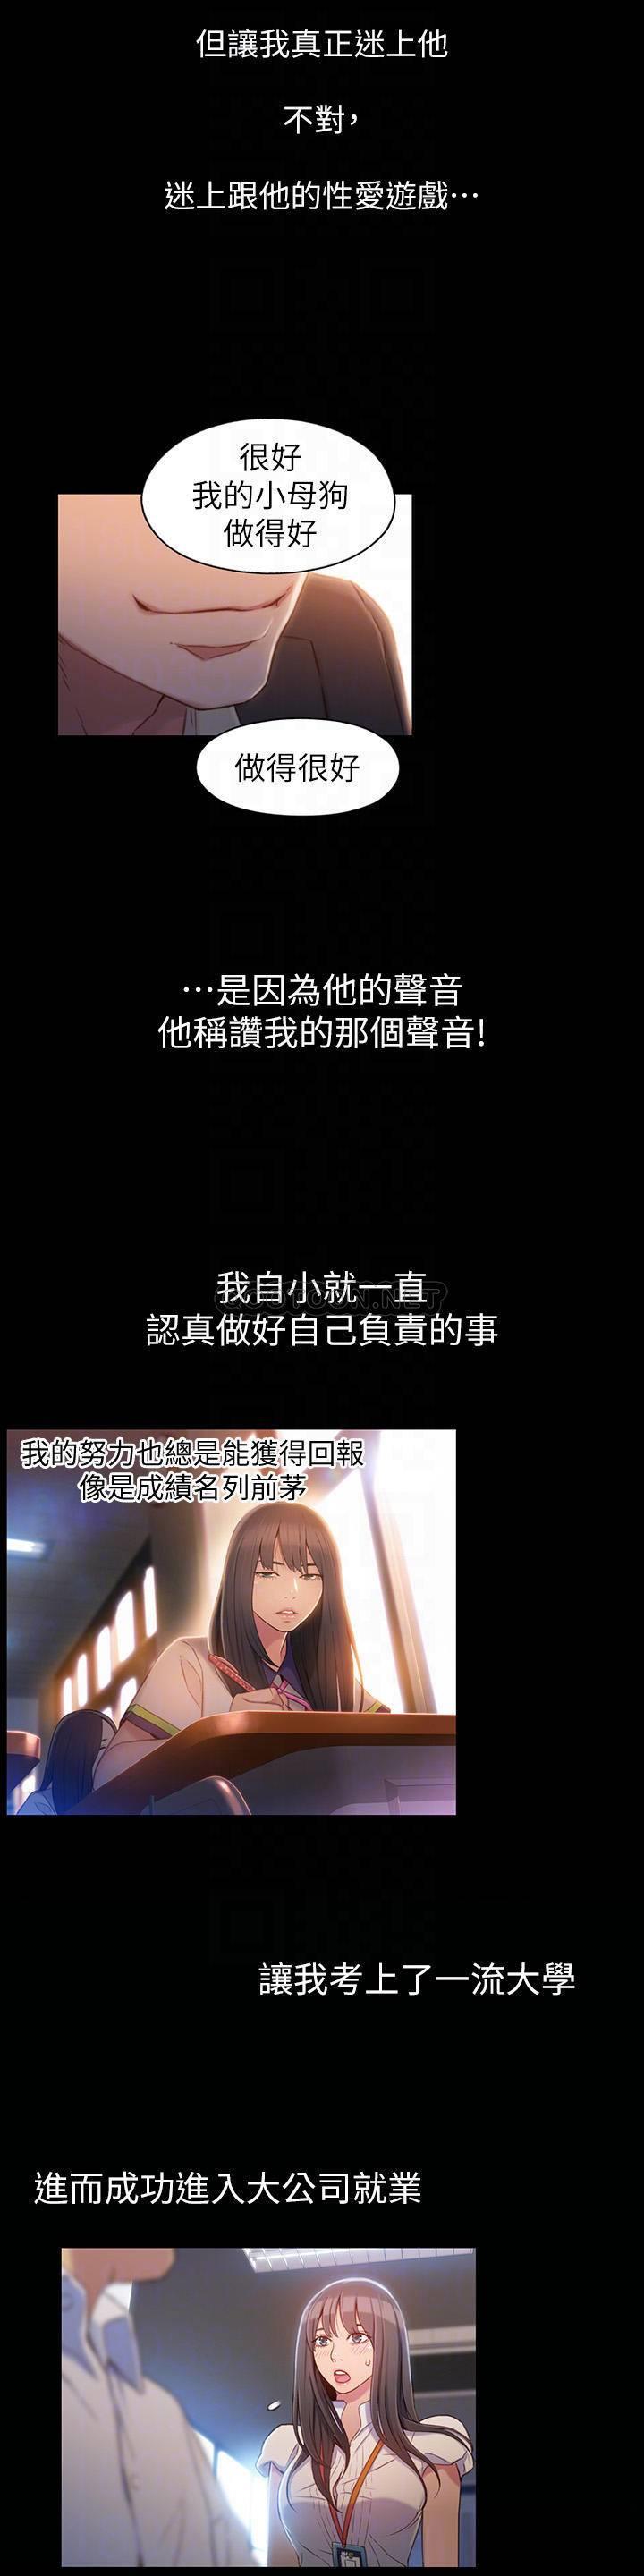 但讓我真正迷上他
不對，
迷上跟他的性愛遊戲…
很好
我的小母狗
做得好
做得很好
…是因為他的聲音
他稱讚我的那個聲音!
我自小就一直
認真做好自己負責的事
我的努力也總是能獲得回報
像是成績名列前茅
讓我考上了一流大學
進而成功進入大公司就業